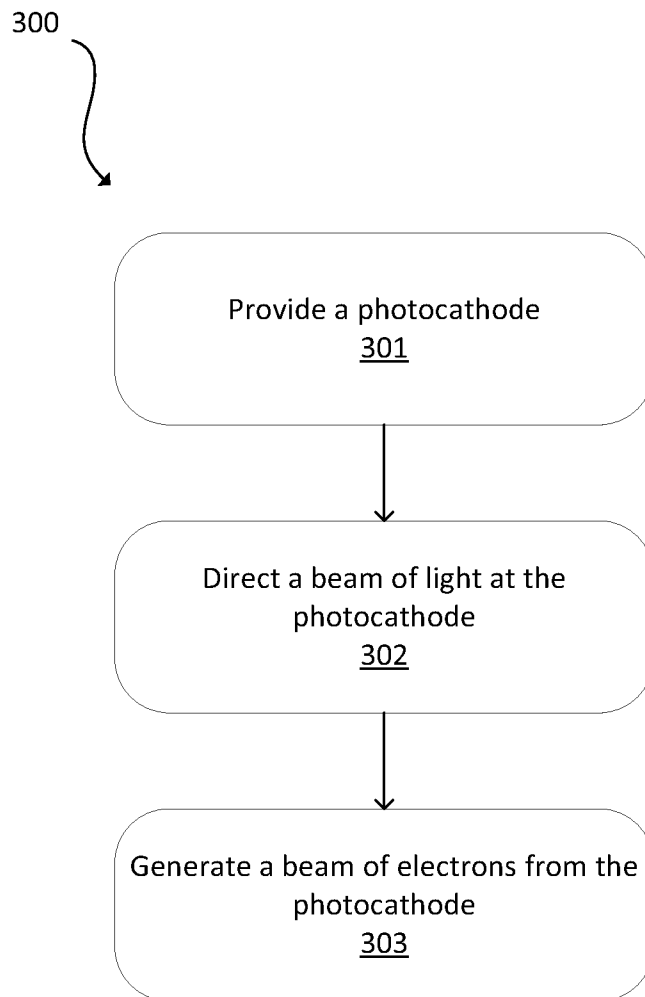 300
Provide a photocathode
301
Direct a beam of light at the
photocathode
302
Generate a beam of electrons from the
photocathode
303